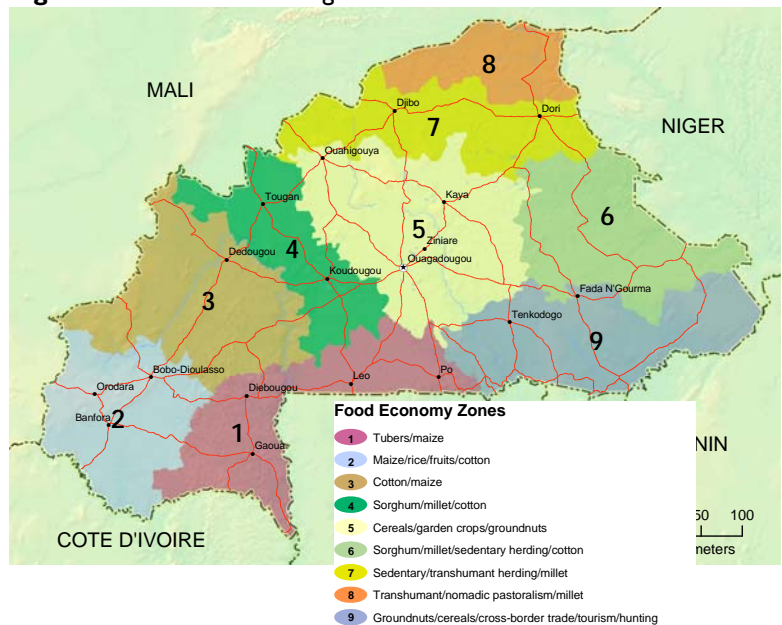 MALI
8
Djibo
Dori
7
NIGER
Ouahigouya
Tougan
Kaya
6
5
Ziniare
4
Dedougou
Ouagadougou
Koudougou
3
Fada N'Gourma
Tenkodogo
9
Bobo-Dioulasso
Leo
Po
Orodara
Diebougou
Banfora
2
1
Gaoua
COTE D'IVOIRE
NIN
50 100
meters
Food Economy Zones
1 Tubers/maize
2 Maize/rice/fruits/cotton
3 Cotton/maize
4 Sorghum/millet/cotton
5 Cereals/garden crops/groundnuts
6 Sorghum/millet/sedentary herding/cotton
7 Sedentary/transhumant herding/millet
8 Transhumant/nomadic pastoralism/millet
9 Groundnuts/cereals/cross-border trade/tourism/hunting